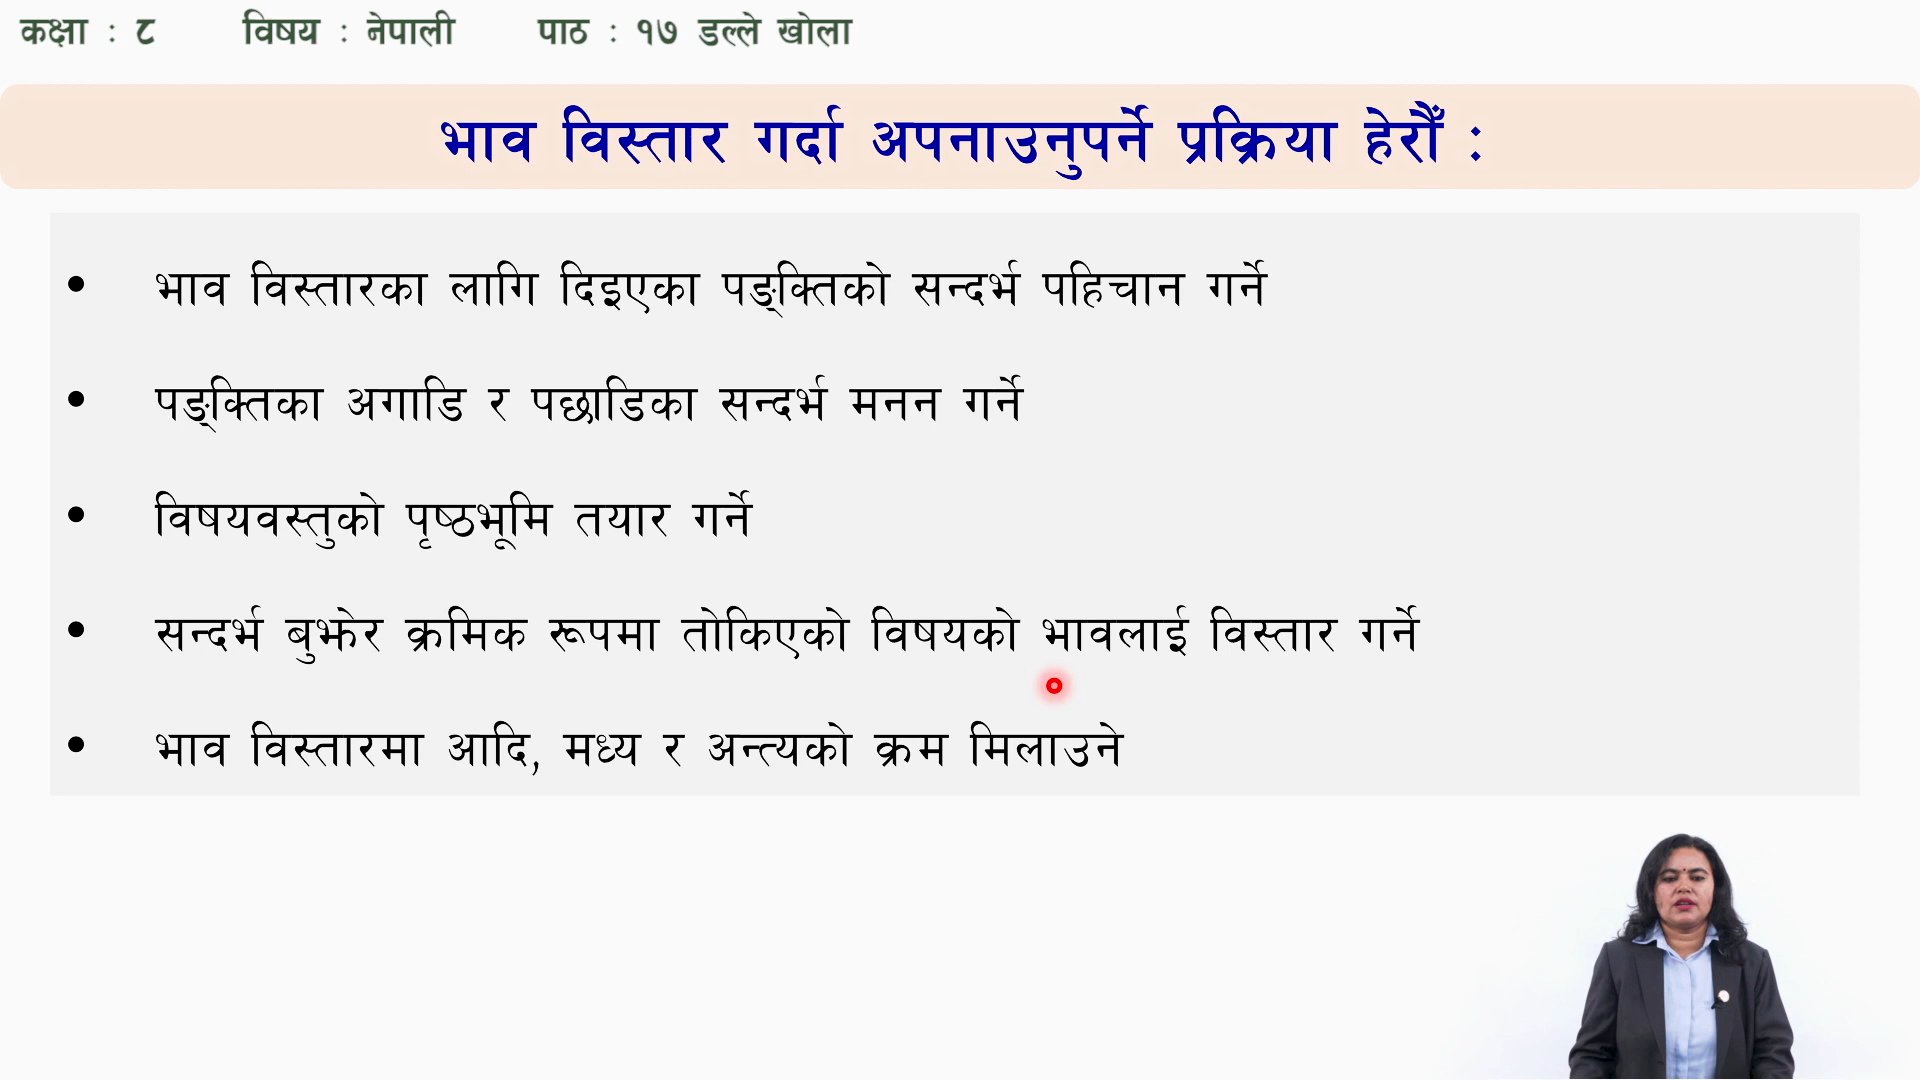 कक्षा : ८ विषय : नेपाली पाठ : १७ डल्ले खोला
भाव विस्तार गर्दा अपनाउनुपर्ने प्रक्रिया हेरौँ :
• भाव विस्तारका लागि दिइएका पङ्क्तिको सन्दर्भ पहिचान गर्ने
• पङ्क्तिका अगाडि र पछाडिका सन्दर्भ मनन गर्ने
• विषयवस्तुको पृष्ठभूमि तयार गर्ने
• सन्दर्भ बुझेर क्रमिक रूपमा तोकिएको विषयको भावलाई विस्तार गर्ने
• भाव विस्तारमा आदि, मध्य र अन्त्यको क्रम मिलाउने